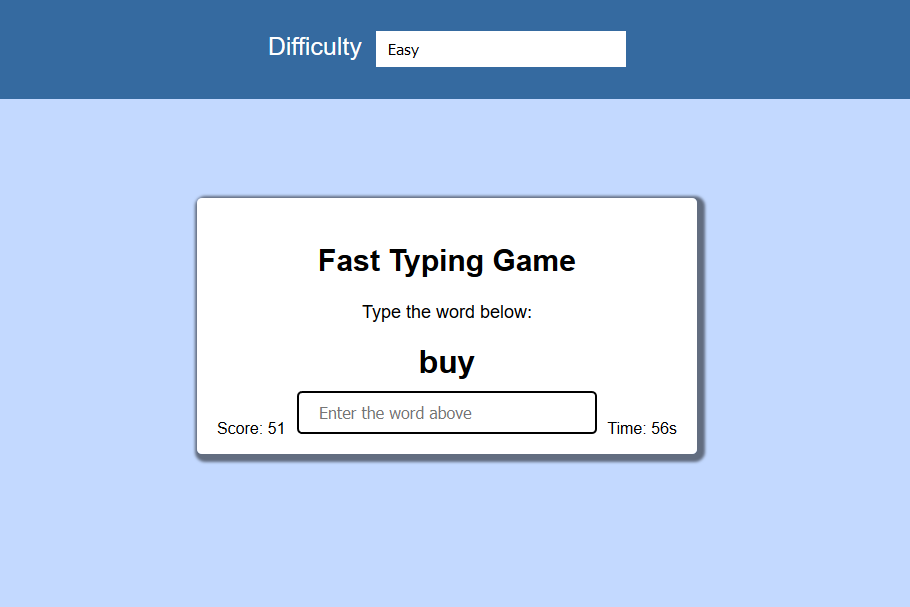 Difficulty Easy
Fast Typing Game
Type the word below:
buy
Enter the word above
Score: 51 Time: 56s